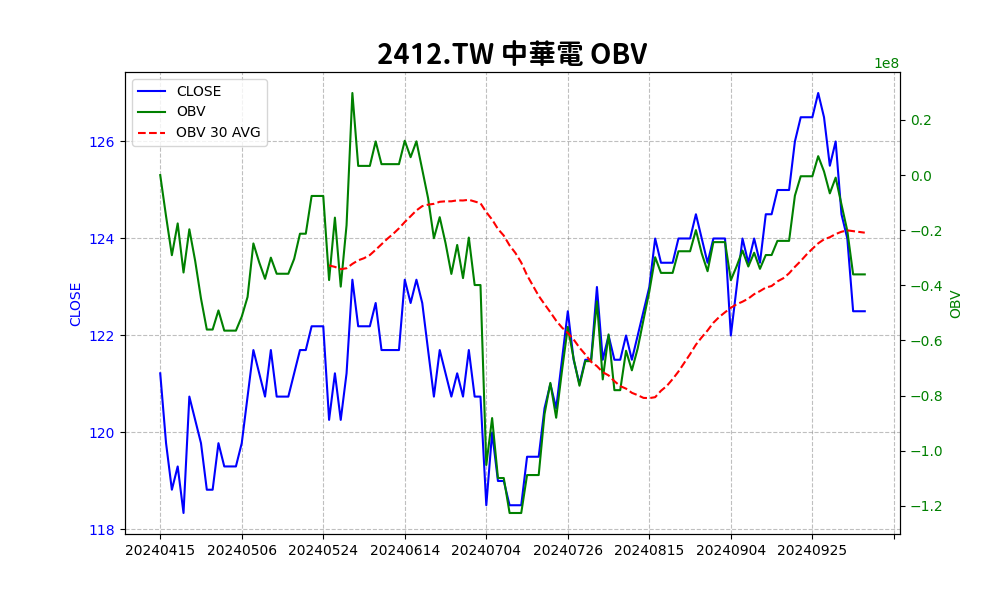 2412.TW 中華電 OBV
1e8
CLOSE
OBV
OBV 30 AVG
126
124
122
120
118
CLOSE
0.2
0.0
−0.2
−0.4
−0.6
−0.8
−1.0
−1.2
OBV
20240415 20240506 20240524 20240614 20240704 20240726 20240815 20240904 20240925